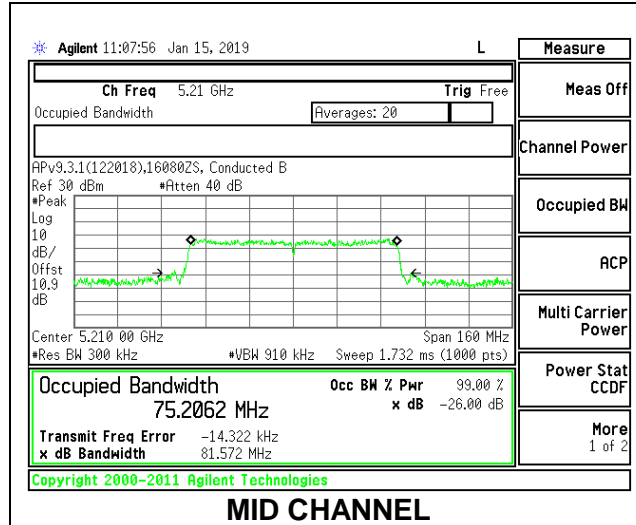 Agilent 11:07:56 Jan 15, 2019 L
Measure
Ch Freq 5.21 GHz Trig Free
Occupied Bandwidth Averages: 20
Meas Off
Channel Power
APv9.3.1(122018),16080ZS, Conducted B
Ref 30 dBm #Atten 40 dB
#Peak
Log
10
dB/
Offst
10.9
dB
Occupied BW
ACP
Multi Carrier
Power
Center 5.210 00 GHz Span 160 MHz
#Res BW 300 kHz #VBW 910 kHz Sweep 1.732 ms (1000 pts)
Occupied Bandwidth Occ BW % Pwr 99.00 %
75.2062 MHz x dB -26.00 dB
Transmit Freq Error -14.322 kHz
x dB Bandwidth 81.572 MHz
Power Stat
CCDF
More
1 of 2
Copyright 2000-2011 Agilent Technologies
MID CHANNEL